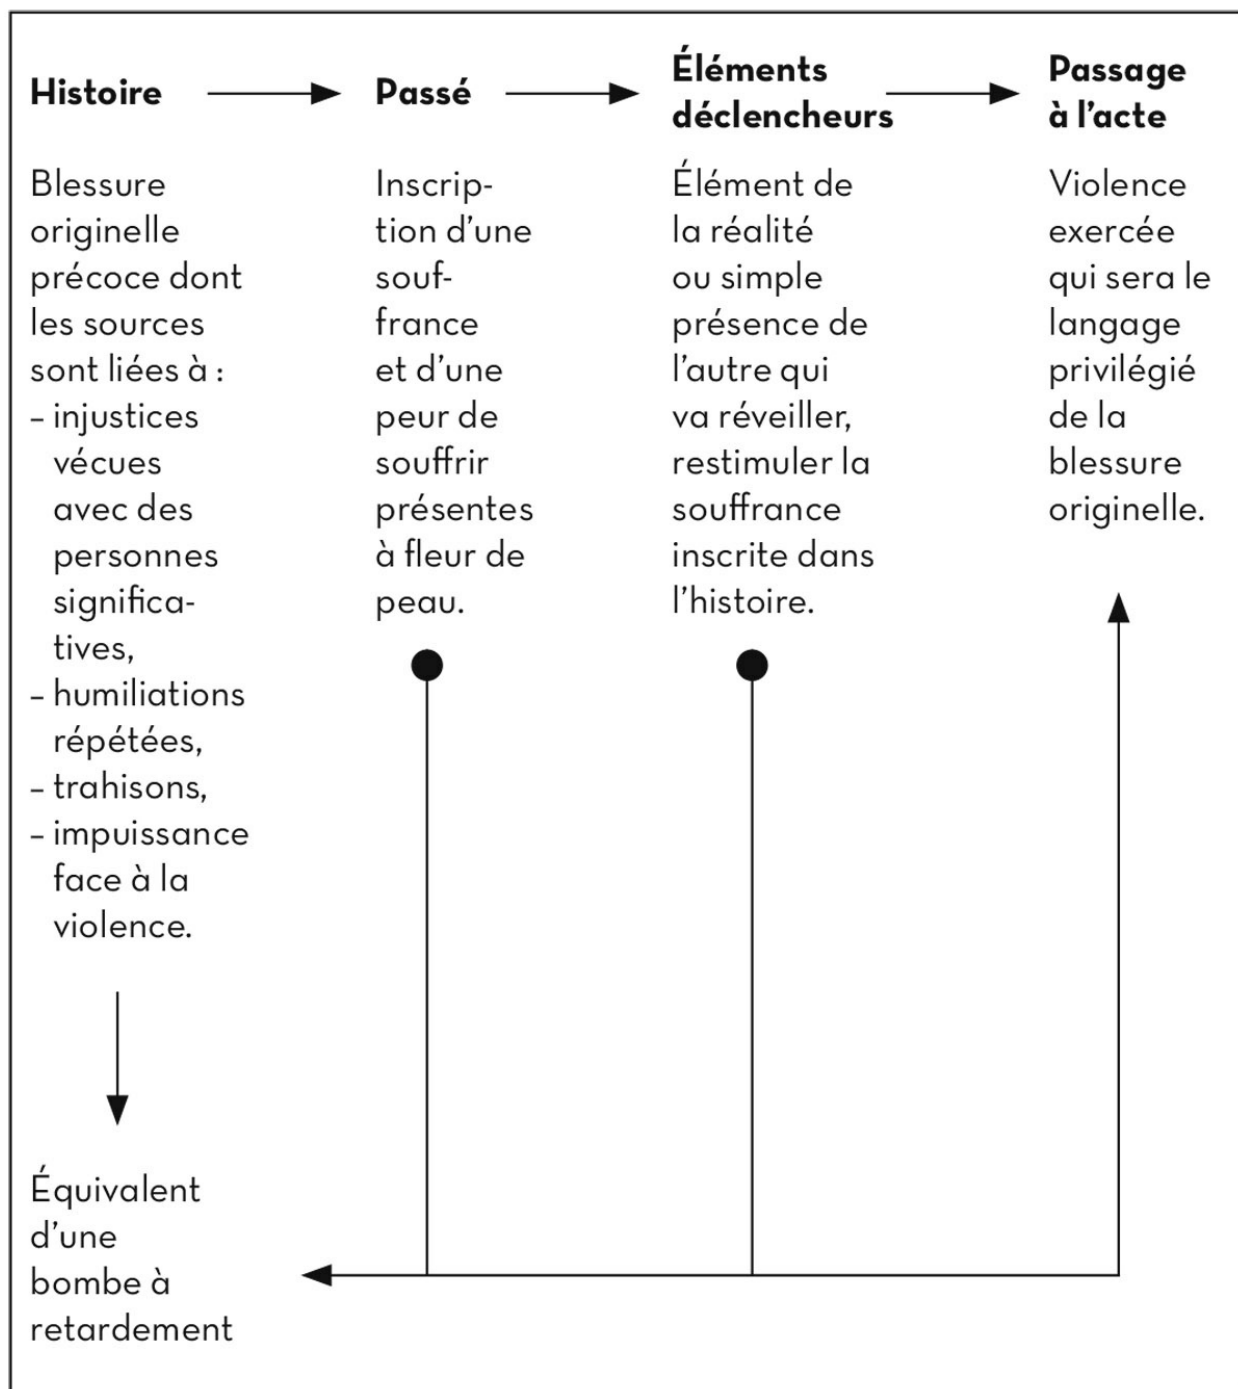 Histoire
Blessure
originelle
précoce dont
les sources
sont liées à :
– injustices
vécues
avec des
personnes
significa-
tives,
– humiliations
répétées,
– trahisons,
– impuissance
face à la
violence.
Équivalent
d’une
bombe à
retardement
Passé
Inscrip-
tion d’une
souf-
france
et d’une
peur de
souffrir
présentes
à fleur de
peau.
Éléments
déclencheurs
Élément de
la réalité
ou simple
présence de
l’autre qui
va réveiller,
restimuler la
souffrance
inscrite dans
l’histoire.
Passage
à l’acte
Violence
exercée
qui sera le
langage
privilégié
de la
blessure
originelle.